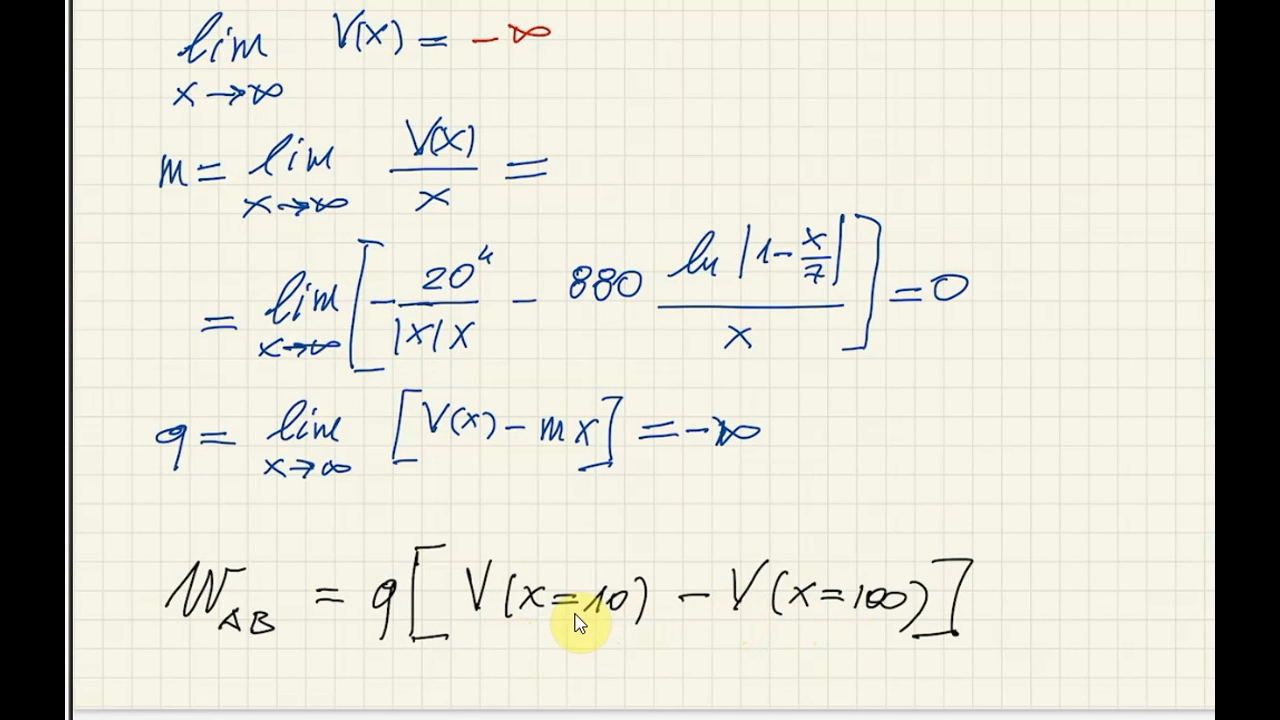 lim V(x) = -∞
x→∞
m = lim V(x)/x =
x→∞
= lim [ - 20⁴/|x|x - 880 ln|1-x/7|/x ] = 0
x→∞
q = lim [V(x) - mx] = -∞
x→∞
W_AB = q[ V(x=10) - V(x=100) ]